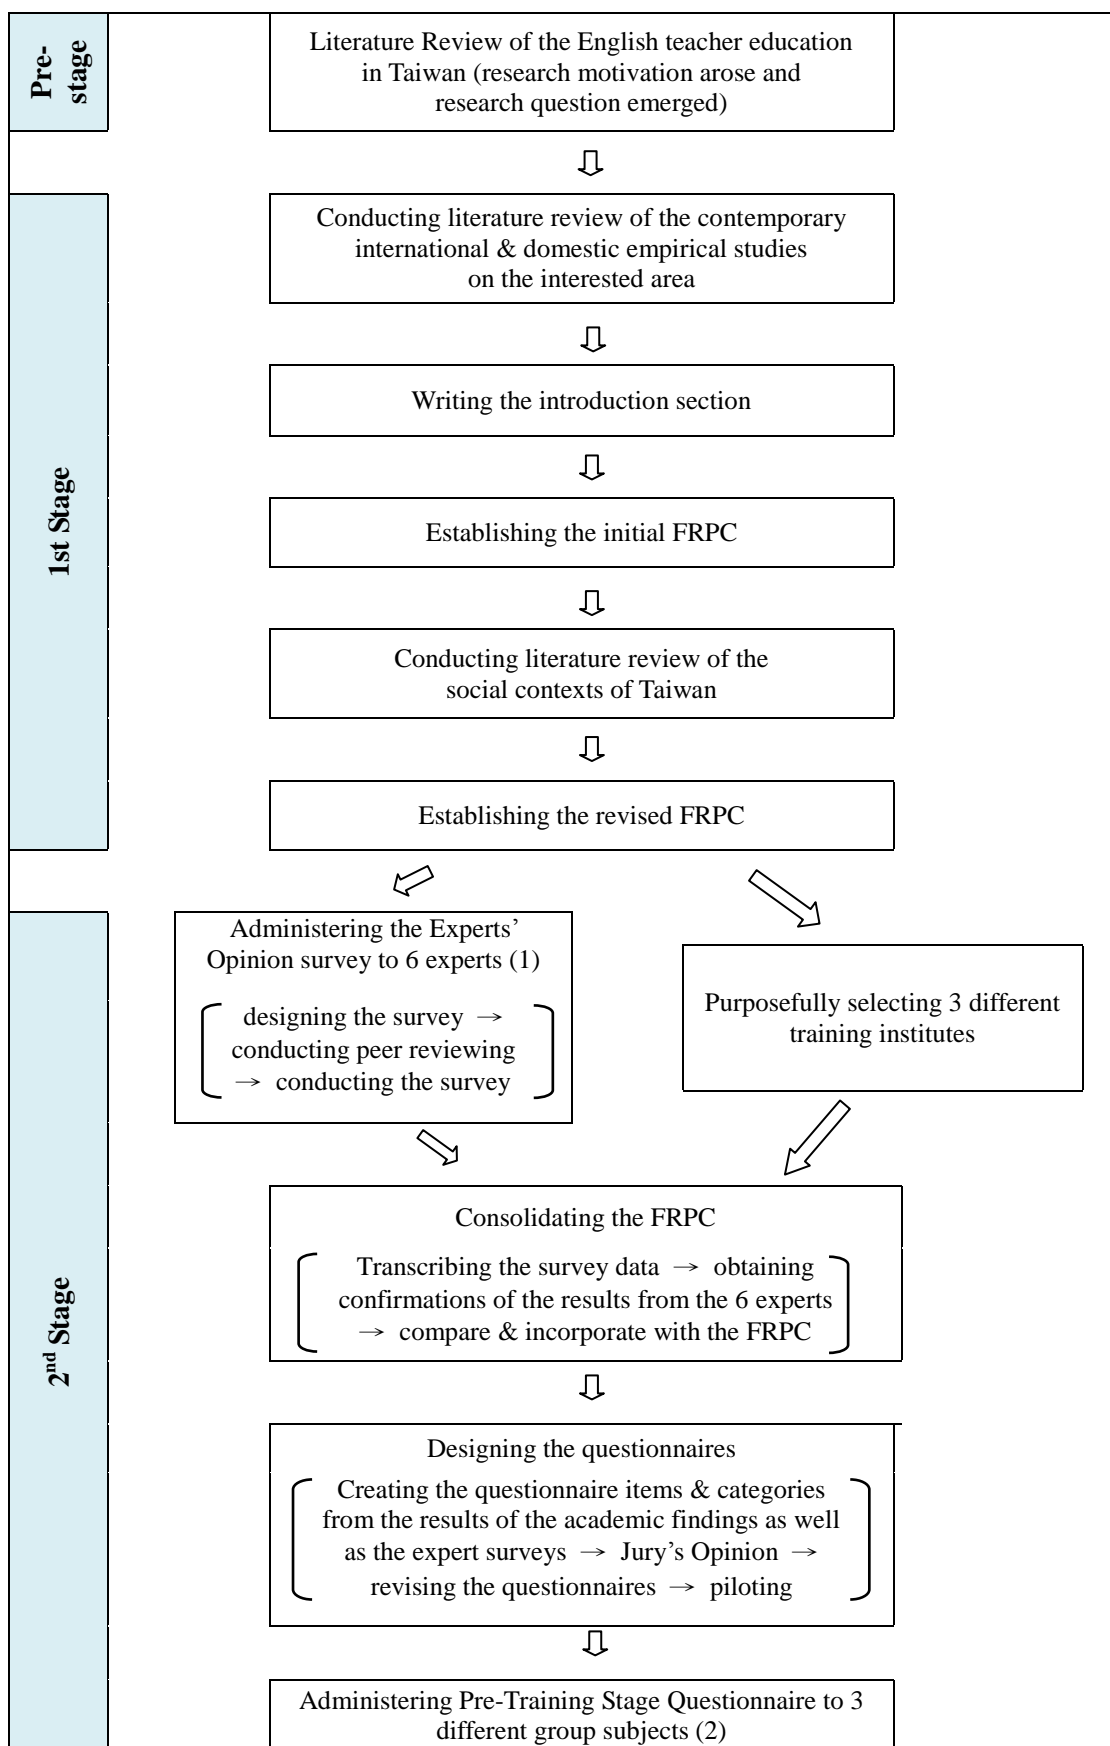 Pre-
stage
Literature Review of the English teacher education
in Taiwan (research motivation arose and
research question emerged)
1st Stage
Conducting literature review of the contemporary
international & domestic empirical studies
on the interested area
Writing the introduction section
Establishing the initial FRPC
Conducting literature review of the
social contexts of Taiwan
Establishing the revised FRPC
2nd Stage
Administering the Experts’
Opinion survey to 6 experts (1)
designing the survey →
conducting peer reviewing
→ conducting the survey
Purposefully selecting 3 different
training institutes
Consolidating the FRPC
Transcribing the survey data → obtaining
confirmations of the results from the 6 experts
→ compare & incorporate with the FRPC
Designing the questionnaires
Creating the questionnaire items & categories
from the results of the academic findings as well
as the expert surveys → Jury’s Opinion →
revising the questionnaires → piloting
Administering Pre-Training Stage Questionnaire to 3
different group subjects (2)